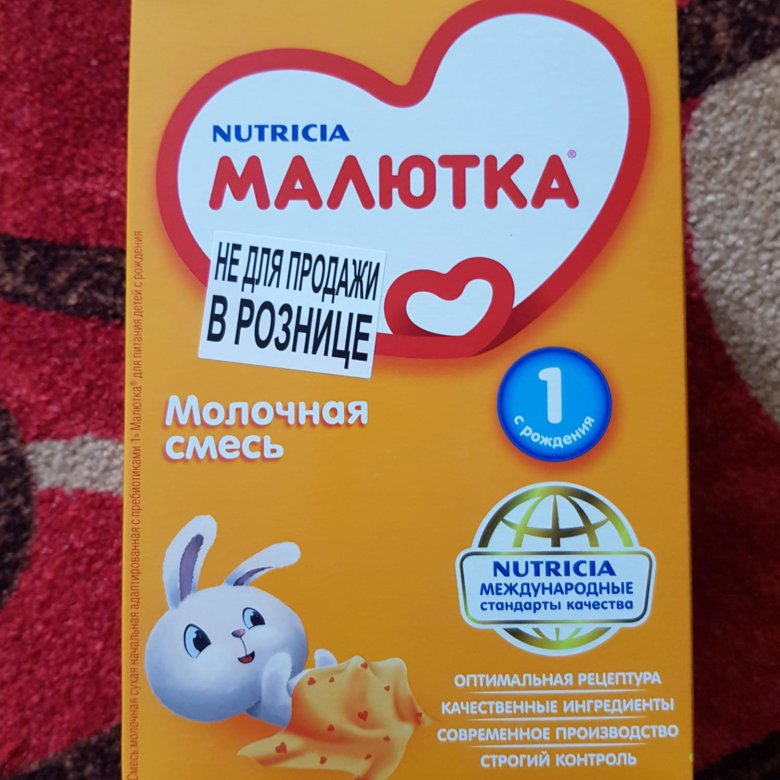 NUTRICIA
МАЛЮТКА®
НЕ ДЛЯ ПРОДАЖИ
В РОЗНИЦЕ
Молочная
смесь
1
с рождения
NUTRICIA
МЕЖДУНАРОДНЫЕ
стандарты качества
ОПТИМАЛЬНАЯ РЕЦЕПТУРА
КАЧЕСТВЕННЫЕ ИНГРЕДИЕНТЫ
СОВРЕМЕННОЕ ПРОИЗВОДСТВО
СТРОГИЙ КОНТРОЛЬ
Смесь молочная сухая начальная адаптированная с пребиотиками 1» Малютка® для питания детей с рождения